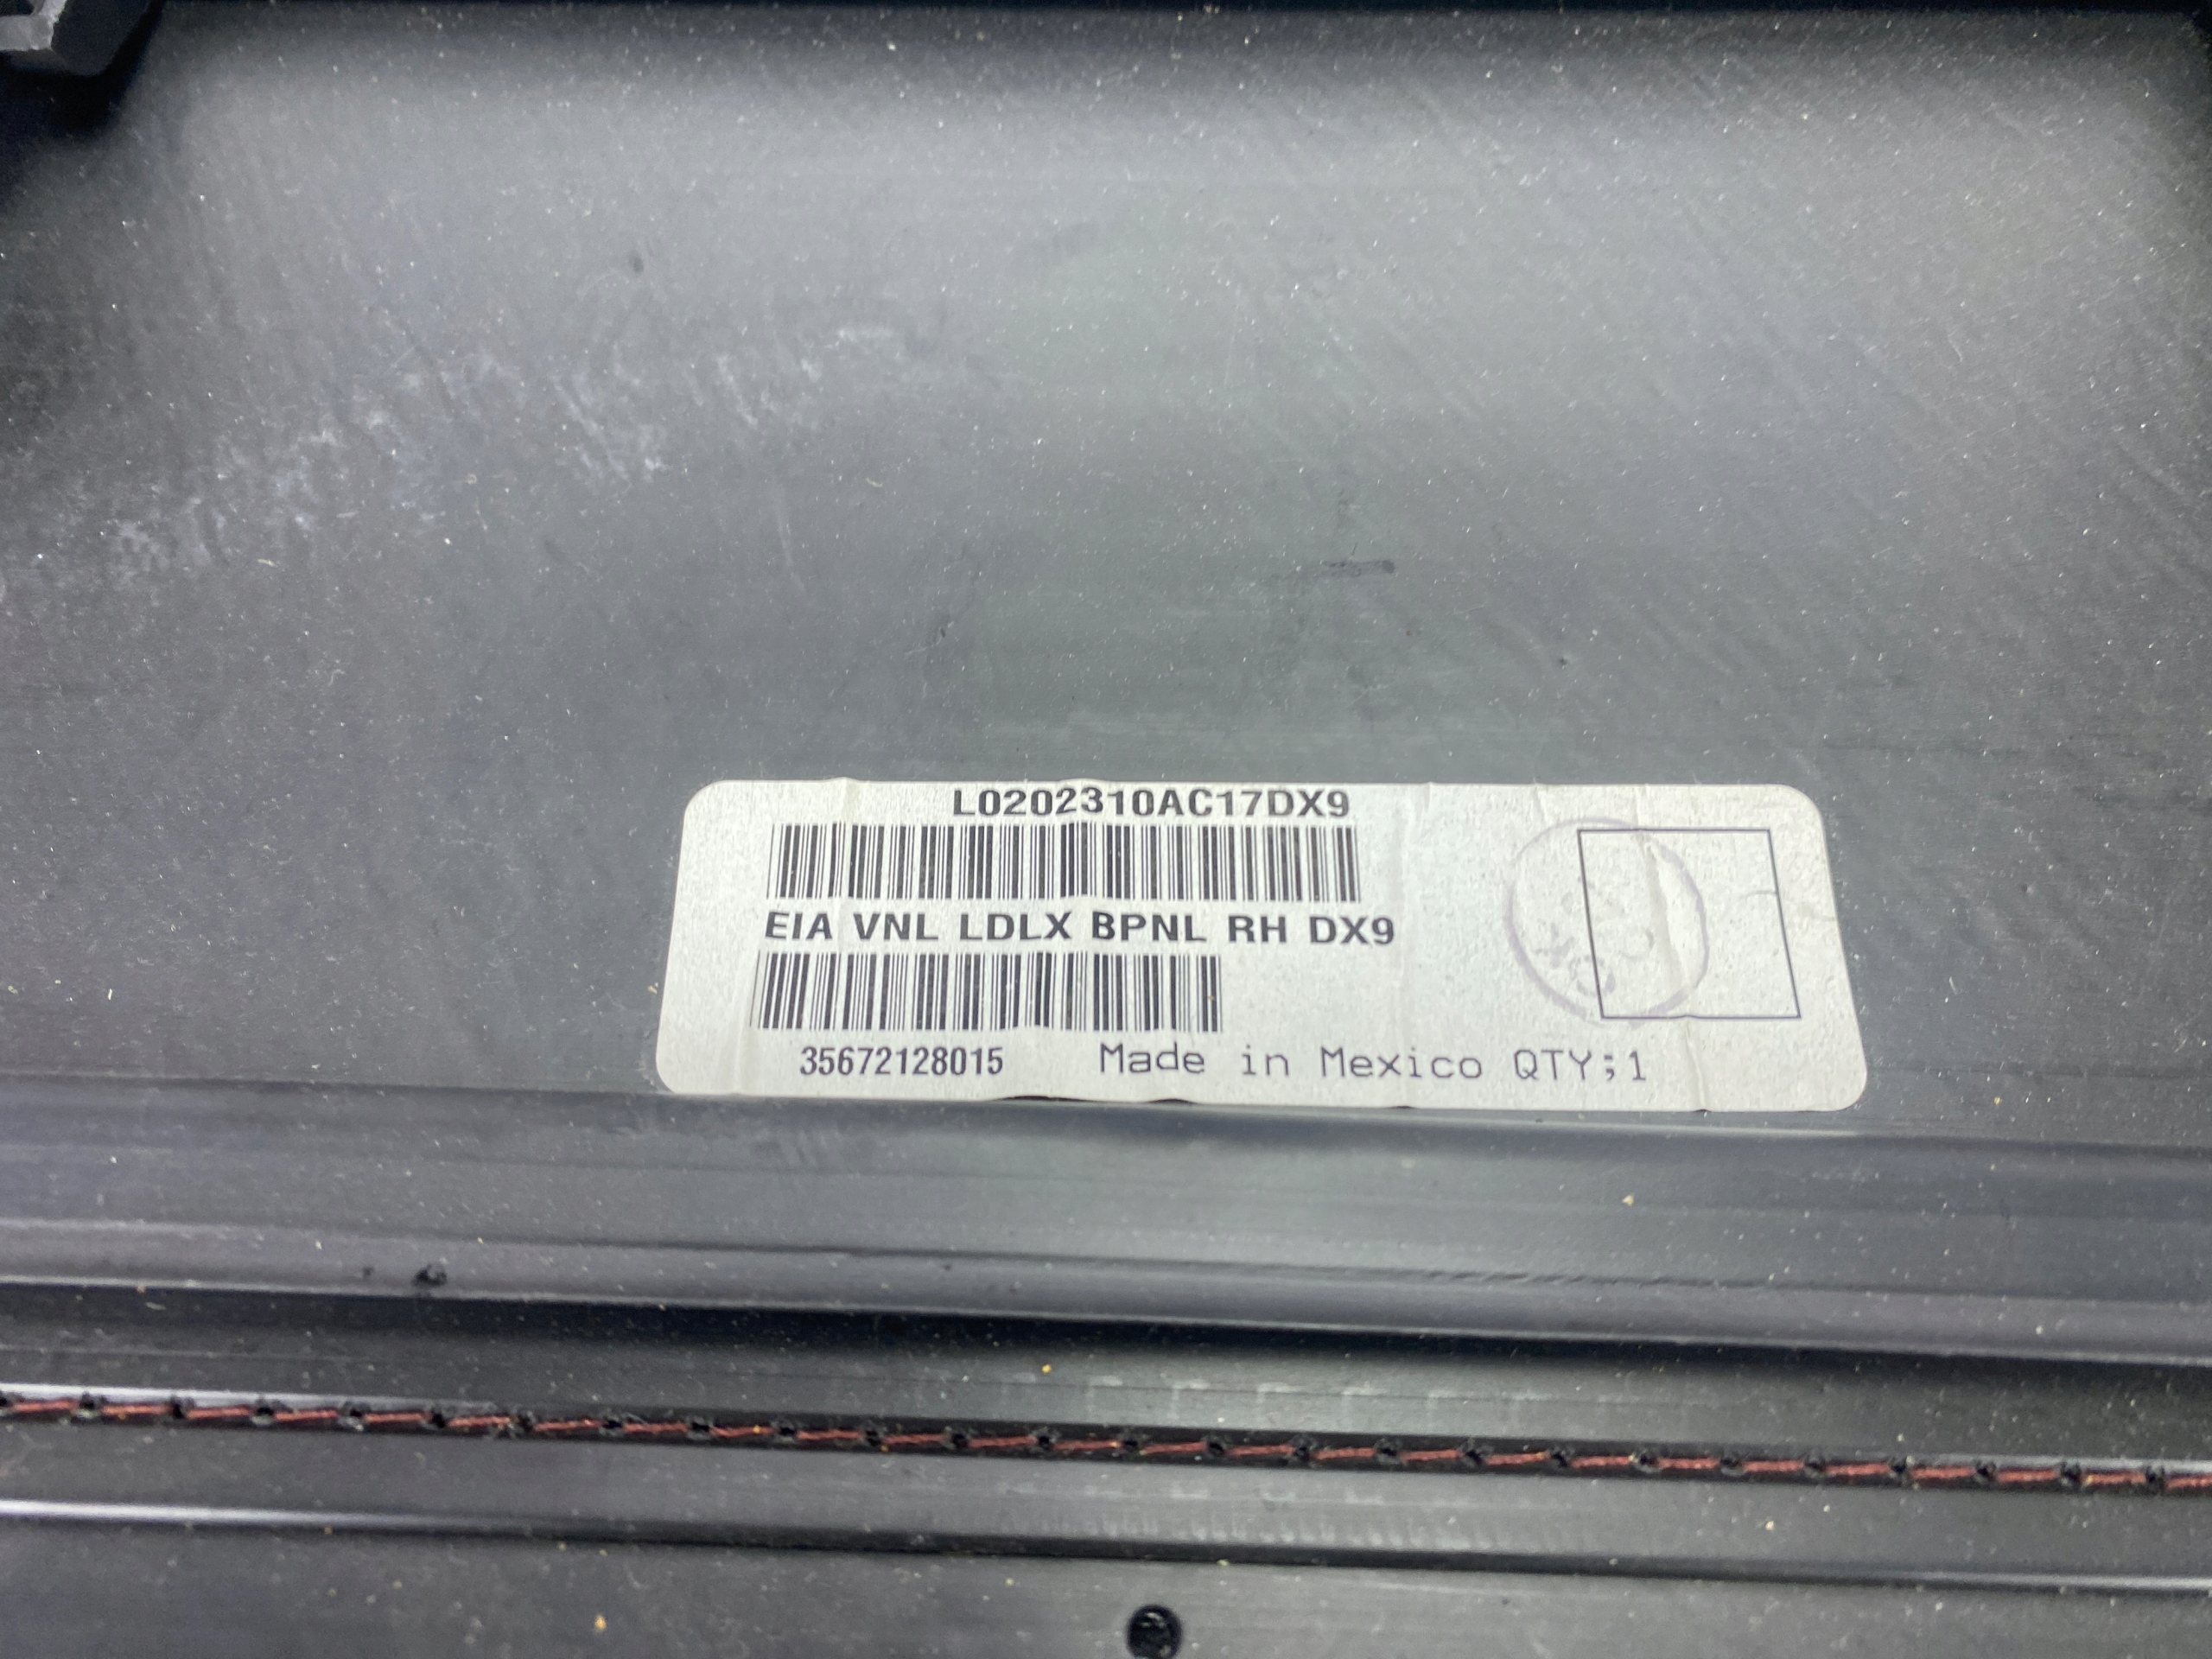 L0202310AC17DX9
EIA VNL LDLX BPNL RH DX9
35672128015 Made in Mexico QTY;1